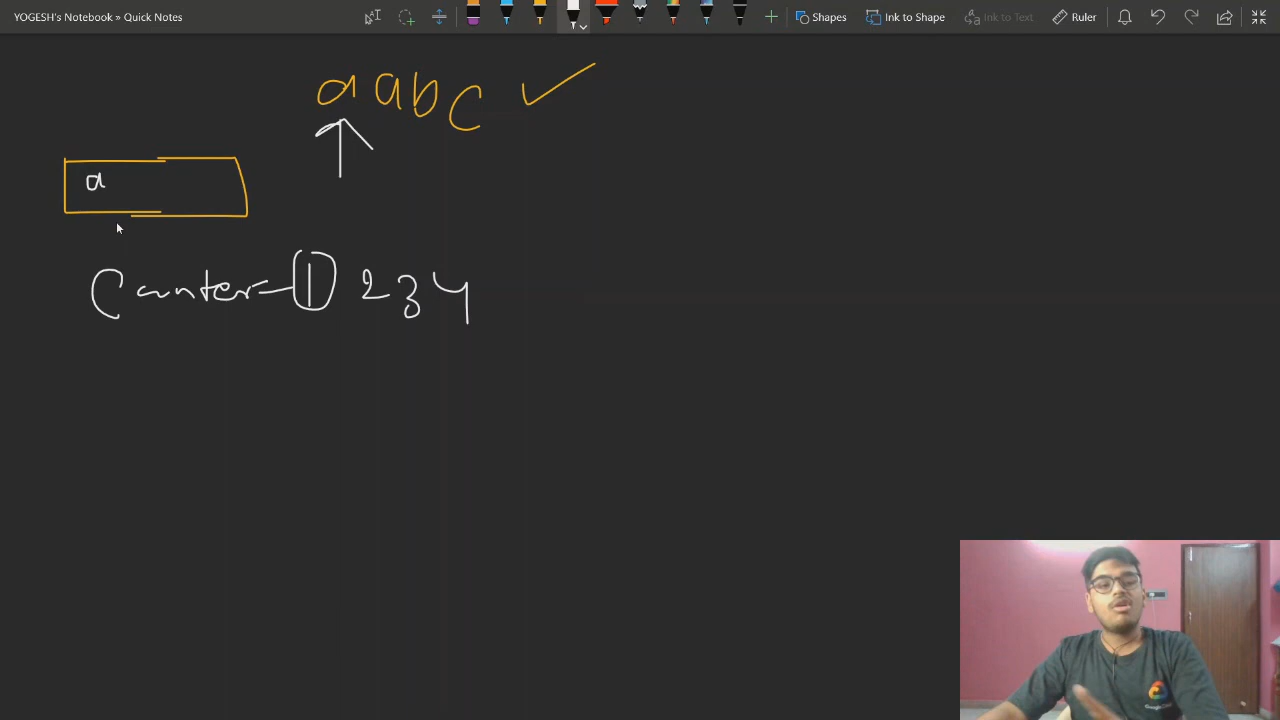 YOGESH's Notebook » Quick Notes
Shapes
Ink to Shape
Ink to Text
Ruler
a a b c
a
Counter - 1 2 3 4